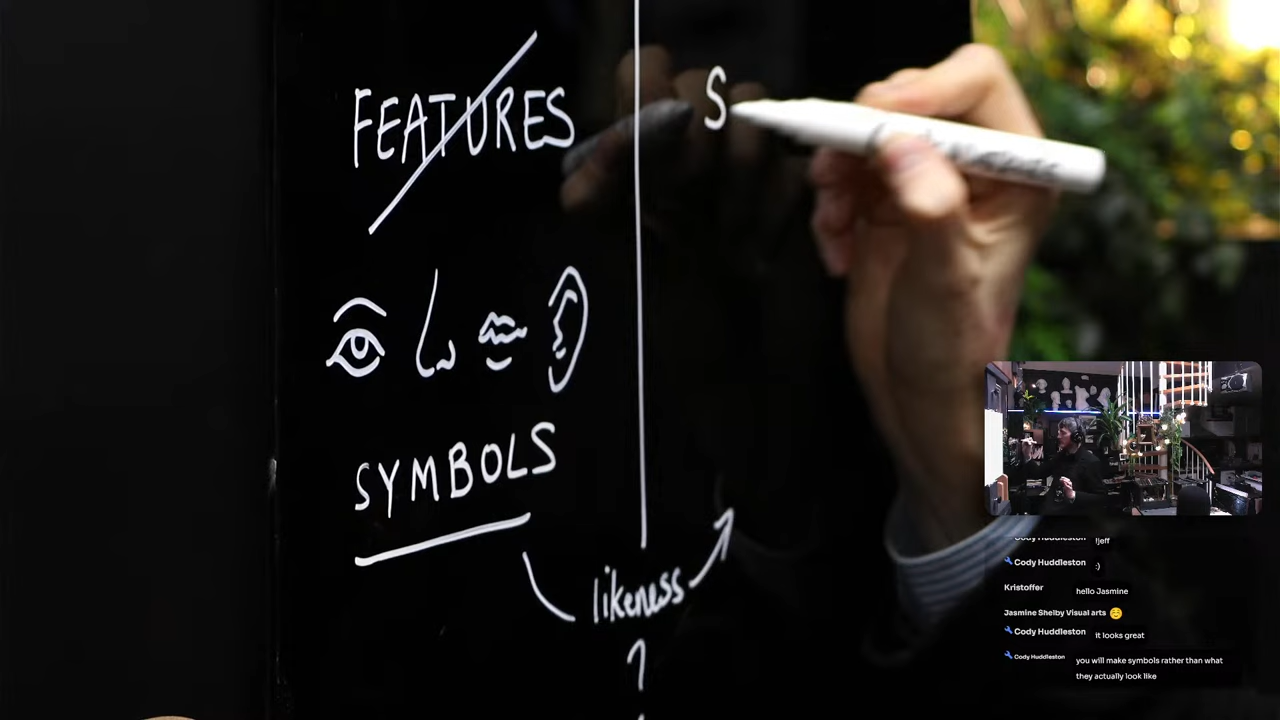 FEATURES
S
SYMBOLS
likeness
!jeff
Cody Huddleston :)
Kristoffer hello Jasmine
Jasmine Shelby Visual arts ☺️
Cody Huddleston it looks great
Cody Huddleston you will make symbols rather than what
they actually look like